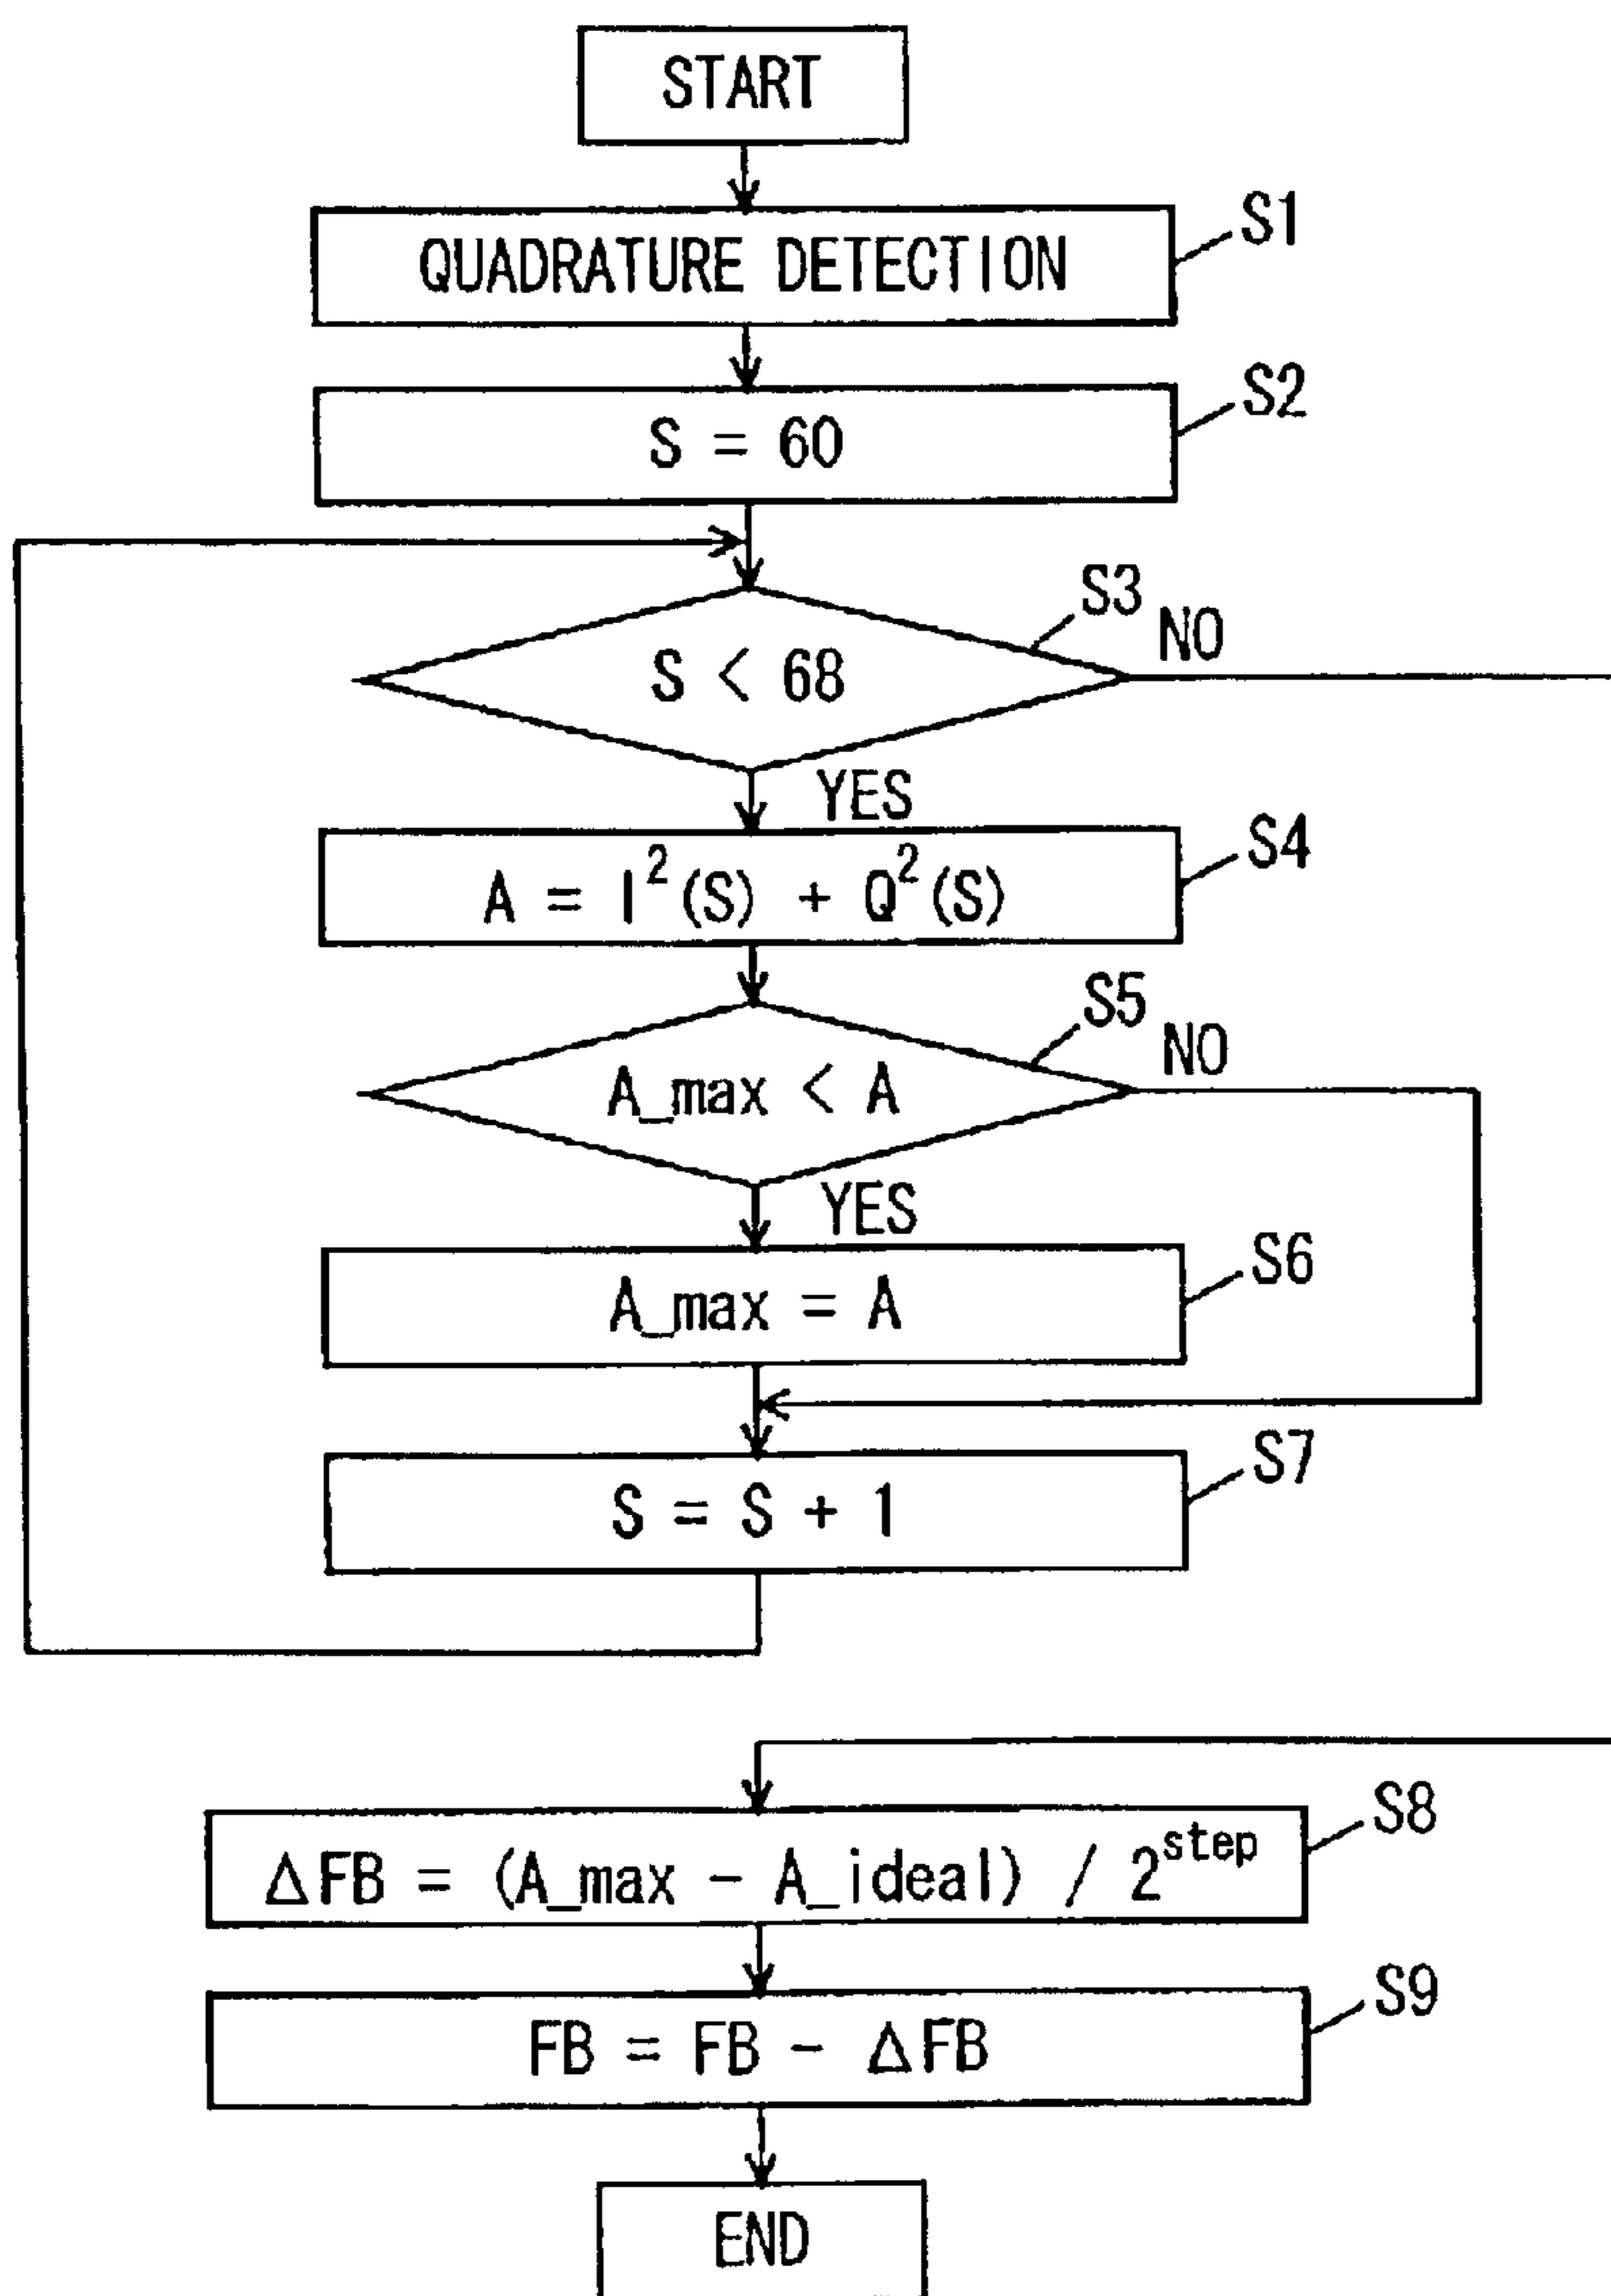 START
QUADRATURE DETECTION
S1
S = 60
S2
S < 68
S3
NO
YES
A = I²(S) + Q²(S)
S4
A_max < A
S5
NO
YES
A_max = A
S6
S = S + 1
S7
ΔFB = (A_max - A_ideal) / 2^step
S8
FB = FB - ΔFB
S9
END